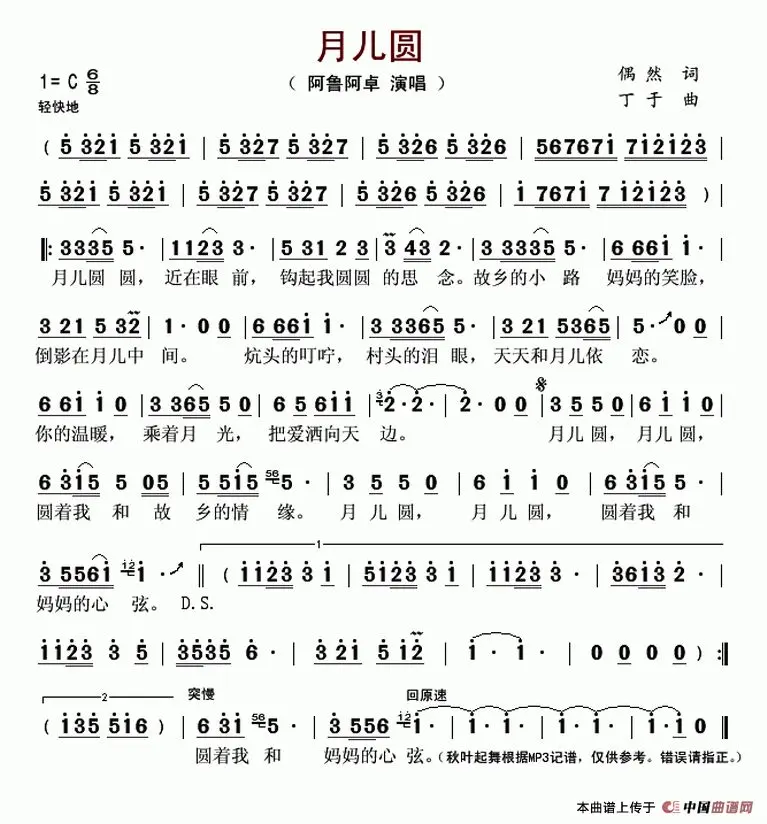 月儿圆
1= C 6/8
（ 阿鲁阿卓 演唱 ）
偶 然 词
轻快地
丁 于 曲
( 5 321 5 321 | 5 327 5 327 | 5 326 5 326 | 567671 712123 |
5 321 5 321 | 5 327 5 327 | 5 326 5 326 | 1 7671 7 12123 ) |
|: 3335 5· | 1123 3· | 5 31 2 3 | 3 43 2· | 3 3335 5· | 6 661 1· |
月儿圆 圆， 近在眼 前， 钩起我圆圆 的思 念。故乡的小路 妈妈的笑脸，
3 21 5 32 | 1· 0 0 | 6 661 1· | 3 3365 5· | 3 21 5365 | 5· 0 0 |
倒影在月儿中 间。 炕头的叮咛， 村头的泪 眼，天天和月儿依 恋。
6 61 1 0 | 3 365 5 0 | 5 5 611 | 3 2· 2· | 2· 0 0 𝄋 3 5 5 0 | 6 1 1 0 |
你的温暖， 乘着月 光， 把爱洒向天 边。 月儿圆，月儿圆，
6 315 5 05 | 5 515 56 5· | 3 5 5 0 | 6 1 1 0 | 6 315 5· |
圆着我 和 故 乡的情 缘。月 儿 圆， 月 儿 圆， 圆着我 和
1
3 5561 12 1· || ( 1123 3 1 | 5123 3 1 | 1123 3· | 3613 2· |
妈妈的心 弦。 D.S.
1123 3 5 | 3535 6· | 3 21 5 12 | 1· 1· | 0 0 0 0 ) :||
2 突慢 回原速
( 135 516 ) | 6 31 56 5· | 3 556 12 1· | 1· 1· | 1· 1· ||
圆着我 和 妈妈的心 弦。(秋叶起舞根据MP3记谱，仅供参考。错误请指正。)
本曲谱上传于 中国曲谱网